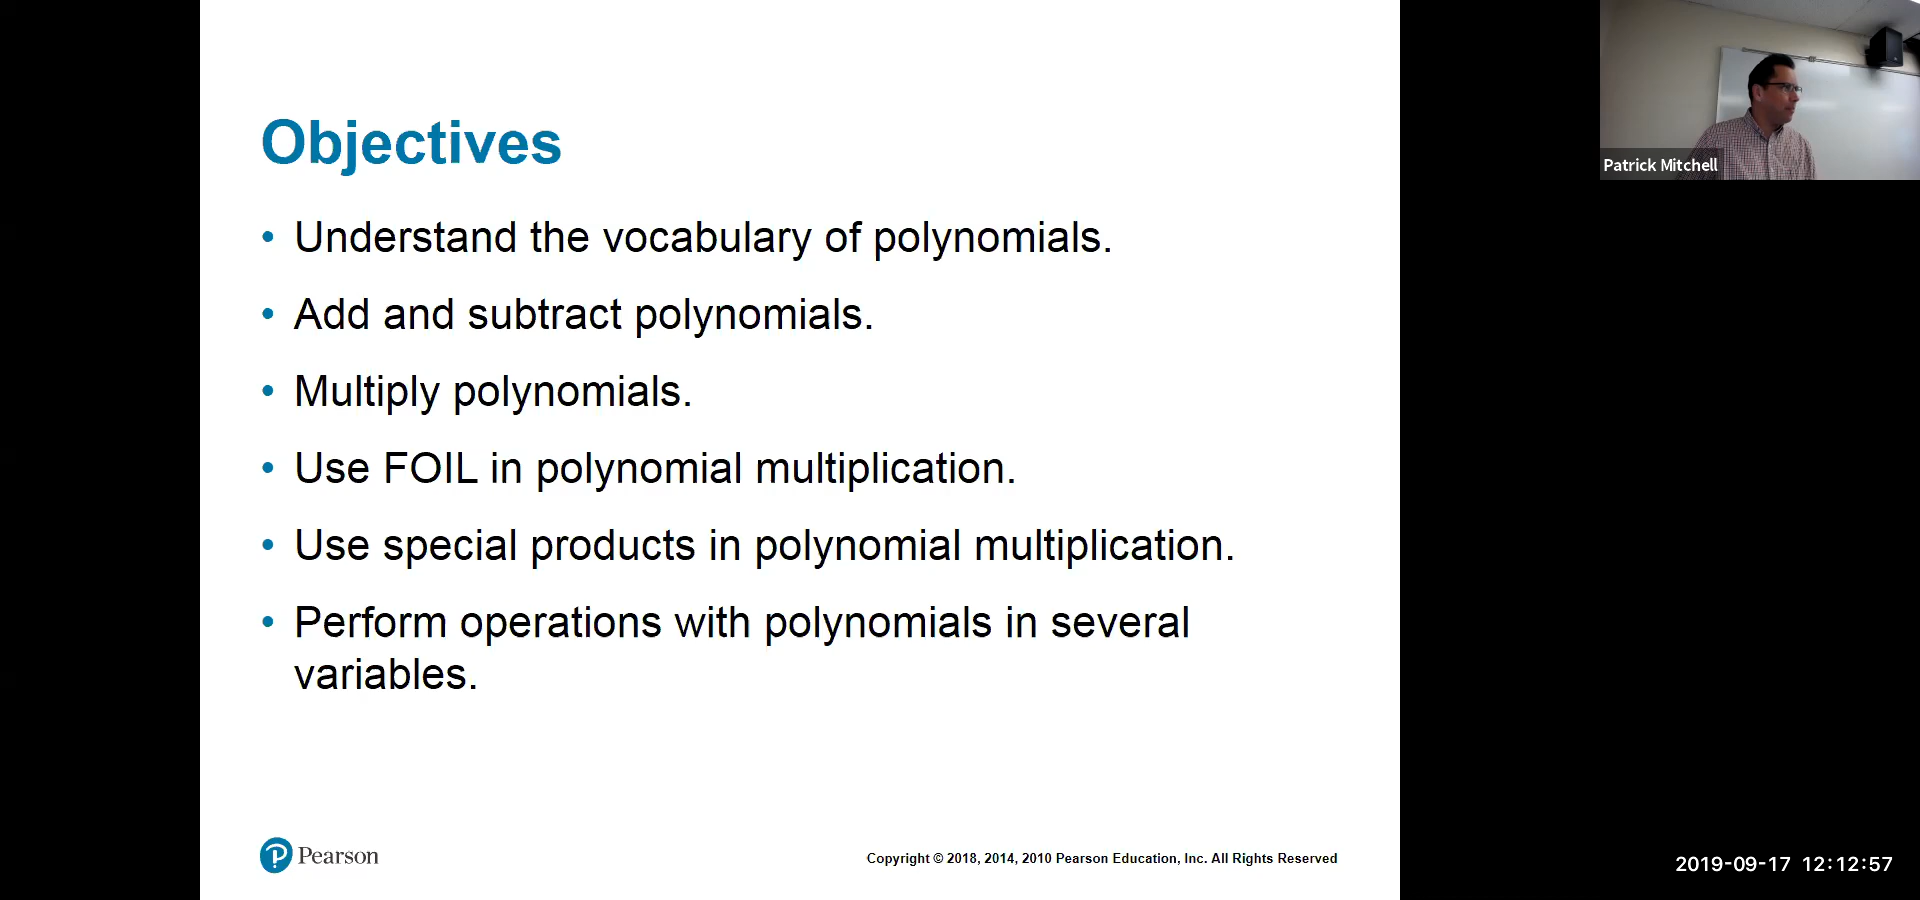 Objectives
• Understand the vocabulary of polynomials.
• Add and subtract polynomials.
• Multiply polynomials.
• Use FOIL in polynomial multiplication.
• Use special products in polynomial multiplication.
• Perform operations with polynomials in several
variables.
Pearson
Copyright © 2018, 2014, 2010 Pearson Education, Inc. All Rights Reserved
Patrick Mitchell
2019-09-17 12:12:57